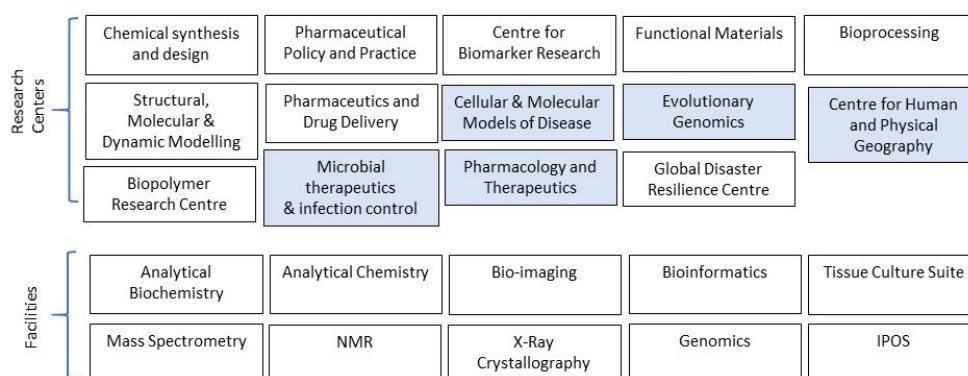 Research
Centers
Chemical synthesis
and design
Pharmaceutical
Policy and Practice
Centre for
Biomarker Research
Functional Materials
Bioprocessing
Structural,
Molecular &
Dynamic Modelling
Pharmaceutics and
Drug Delivery
Cellular & Molecular
Models of Disease
Evolutionary
Genomics
Centre for Human
and Physical
Geography
Biopolymer
Research Centre
Microbial
therapeutics
& infection control
Pharmacology and
Therapeutics
Global Disaster
Resilience Centre
Facilities
Analytical
Biochemistry
Analytical Chemistry
Bio-imaging
Bioinformatics
Tissue Culture Suite
Mass Spectrometry
NMR
X-Ray
Crystallography
Genomics
IPOS